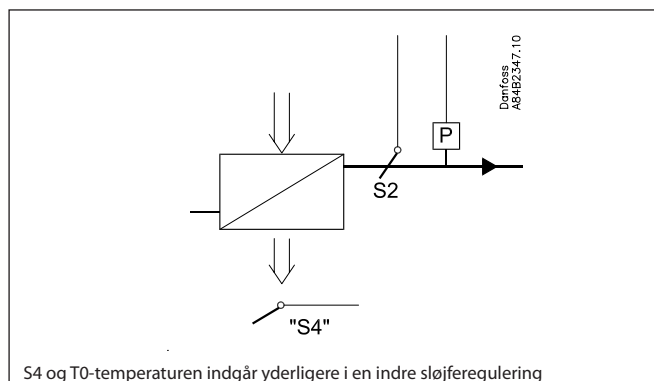 Danfoss
A84B2347.10
P
S2
"S4"
S4 og T0-temperaturen indgår yderligere i en indre sløjferegulering